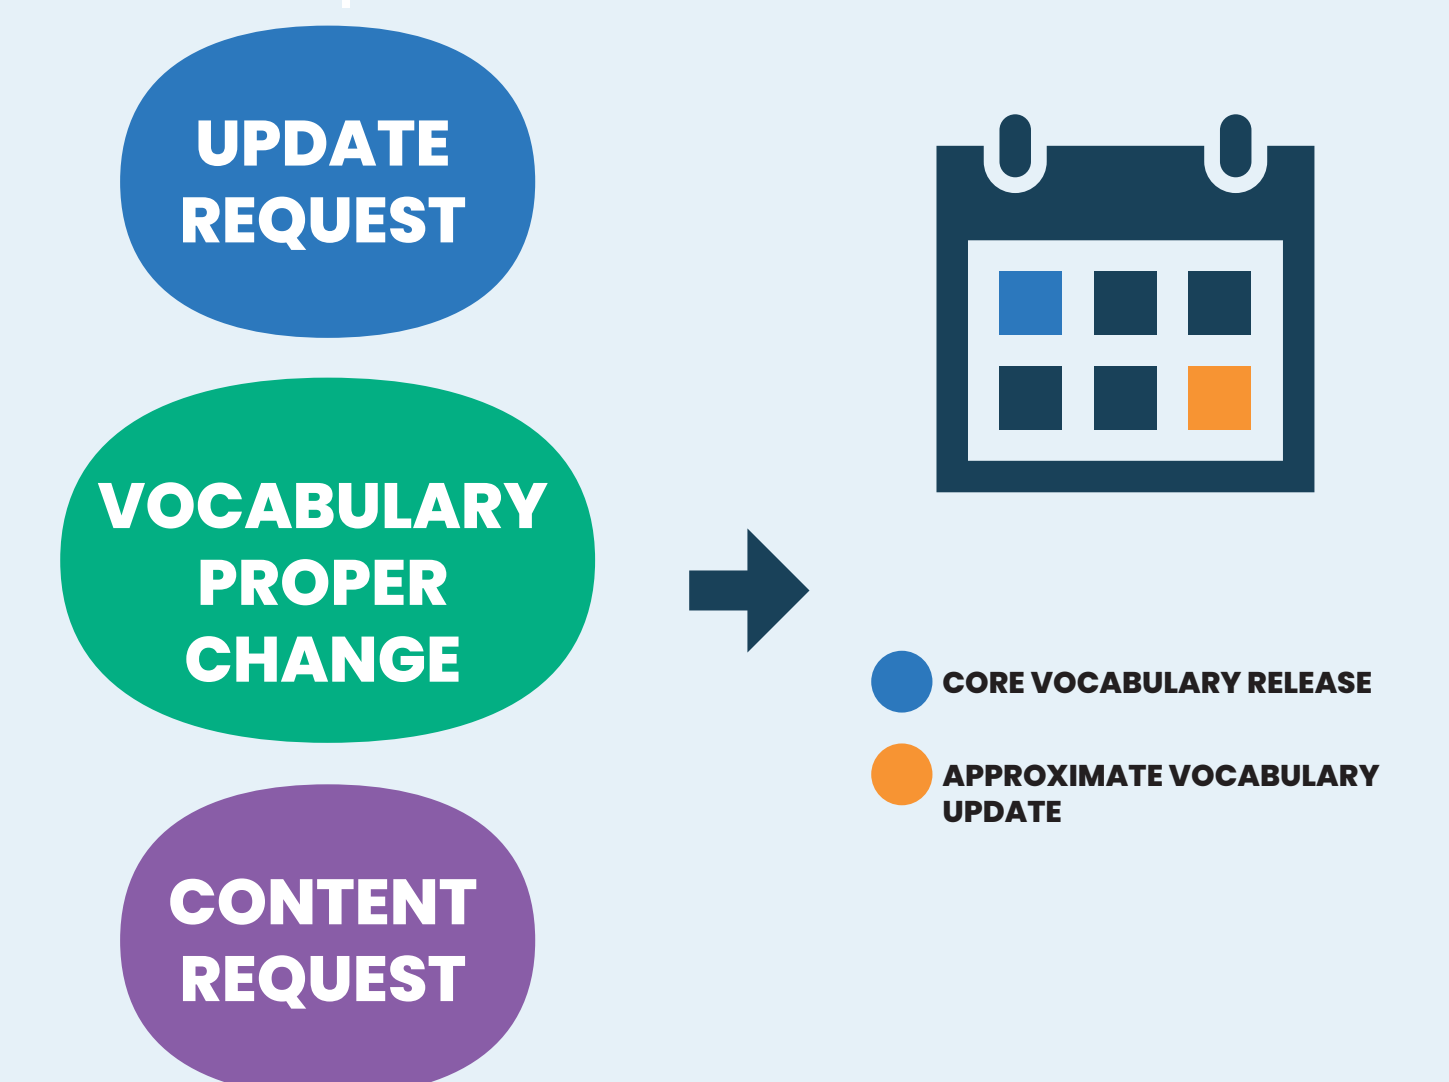 UPDATE
REQUEST
VOCABULARY
PROPER
CHANGE
CONTENT
REQUEST
CORE VOCABULARY RELEASE
APPROXIMATE VOCABULARY
UPDATE